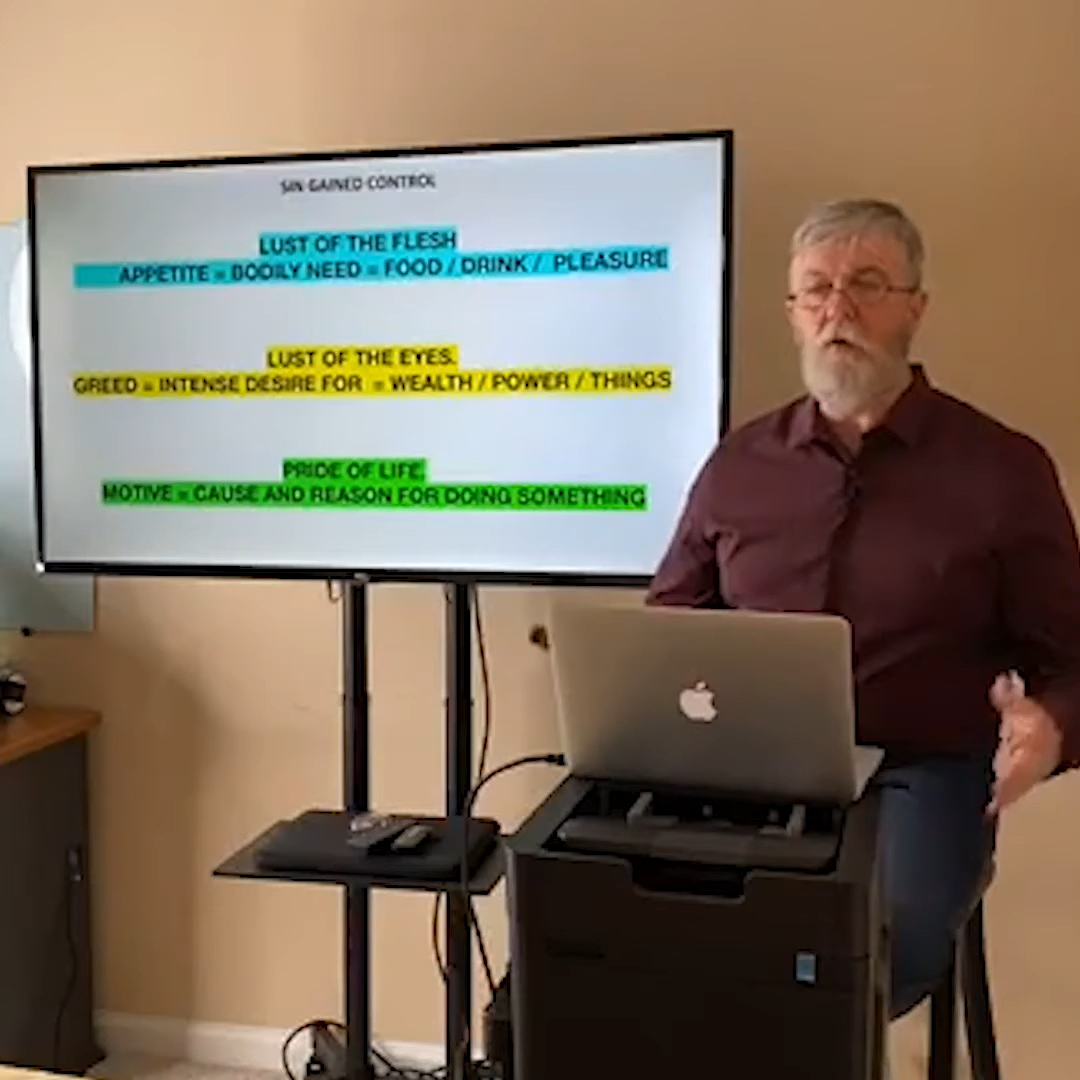 SIN GAINED CONTROL
LUST OF THE FLESH
APPETITE = BODILY NEED = FOOD / DRINK / PLEASURE
LUST OF THE EYES.
GREED = INTENSE DESIRE FOR = WEALTH / POWER / THINGS
PRIDE OF LIFE.
MOTIVE = CAUSE AND REASON FOR DOING SOMETHING